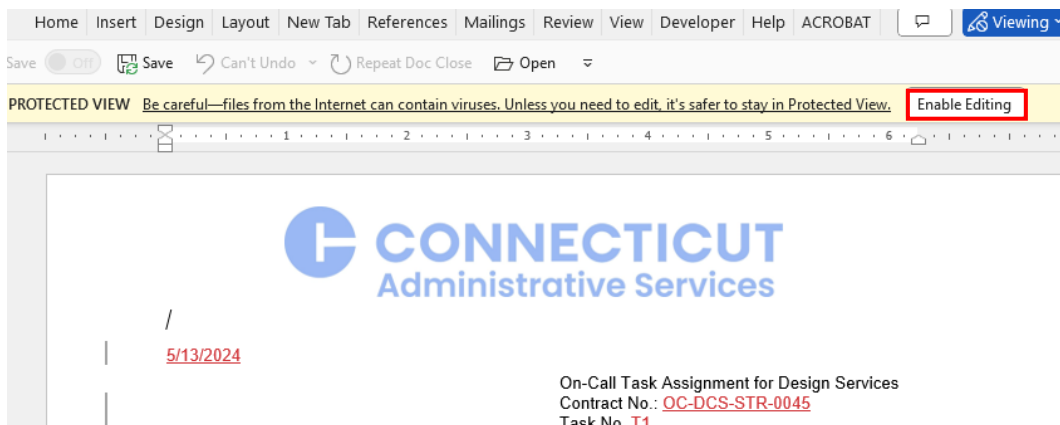 Home Insert Design Layout New Tab References Mailings Review View Developer Help ACROBAT Viewing
Save Off Save Can't Undo Repeat Doc Close Open
PROTECTED VIEW Be careful—files from the Internet can contain viruses. Unless you need to edit, it's safer to stay in Protected View. Enable Editing
1 2 3 4 5 6
CONNECTICUT
Administrative Services
/
5/13/2024
On-Call Task Assignment for Design Services
Contract No.: OC-DCS-STR-0045
Task No. T1